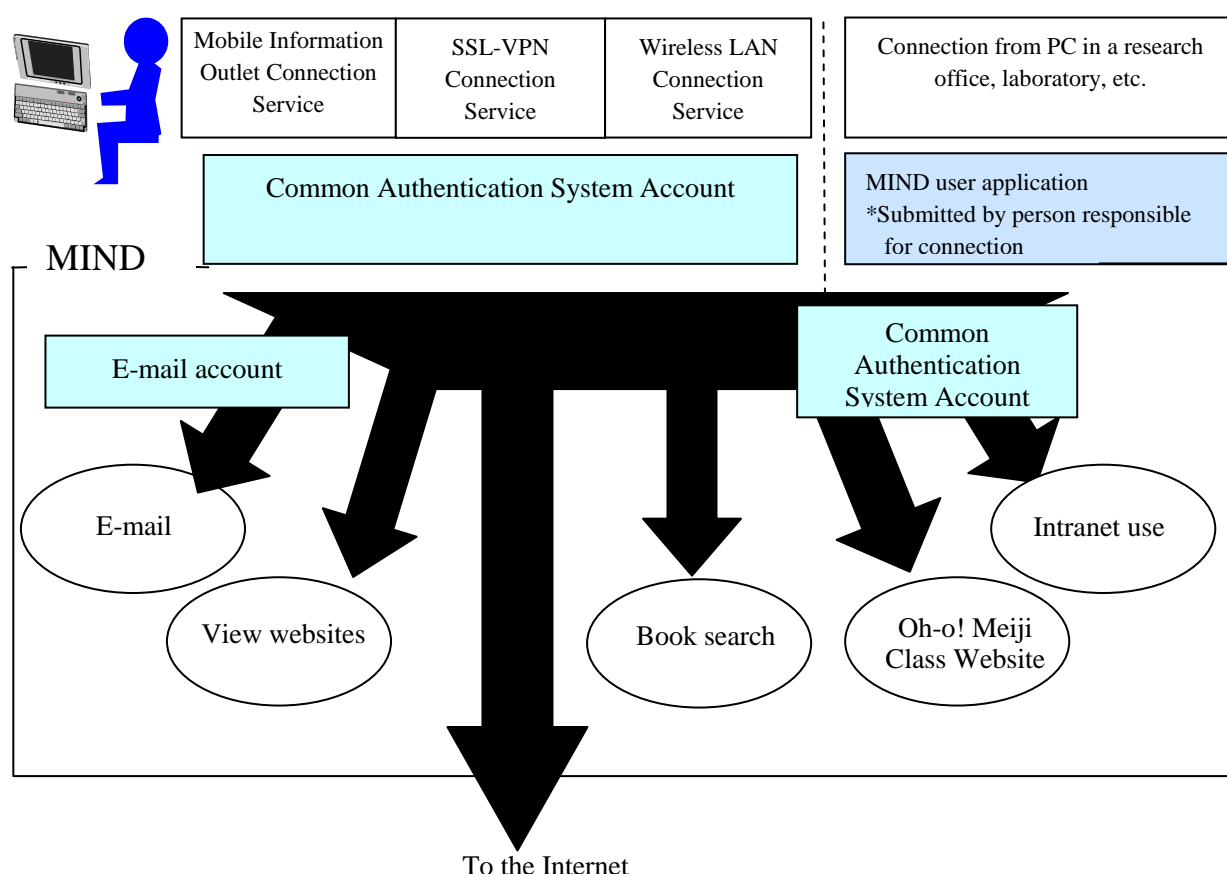 Mobile Information
Outlet Connection
Service
SSL-VPN
Connection
Service
Wireless LAN
Connection
Service
Connection from PC in a research
office, laboratory, etc.
Common Authentication System Account
MIND user application
*Submitted by person responsible
for connection
MIND
E-mail account
Common
Authentication
System Account
E-mail
Intranet use
View websites
Book search
Oh-o! Meiji
Class Website
To the Internet